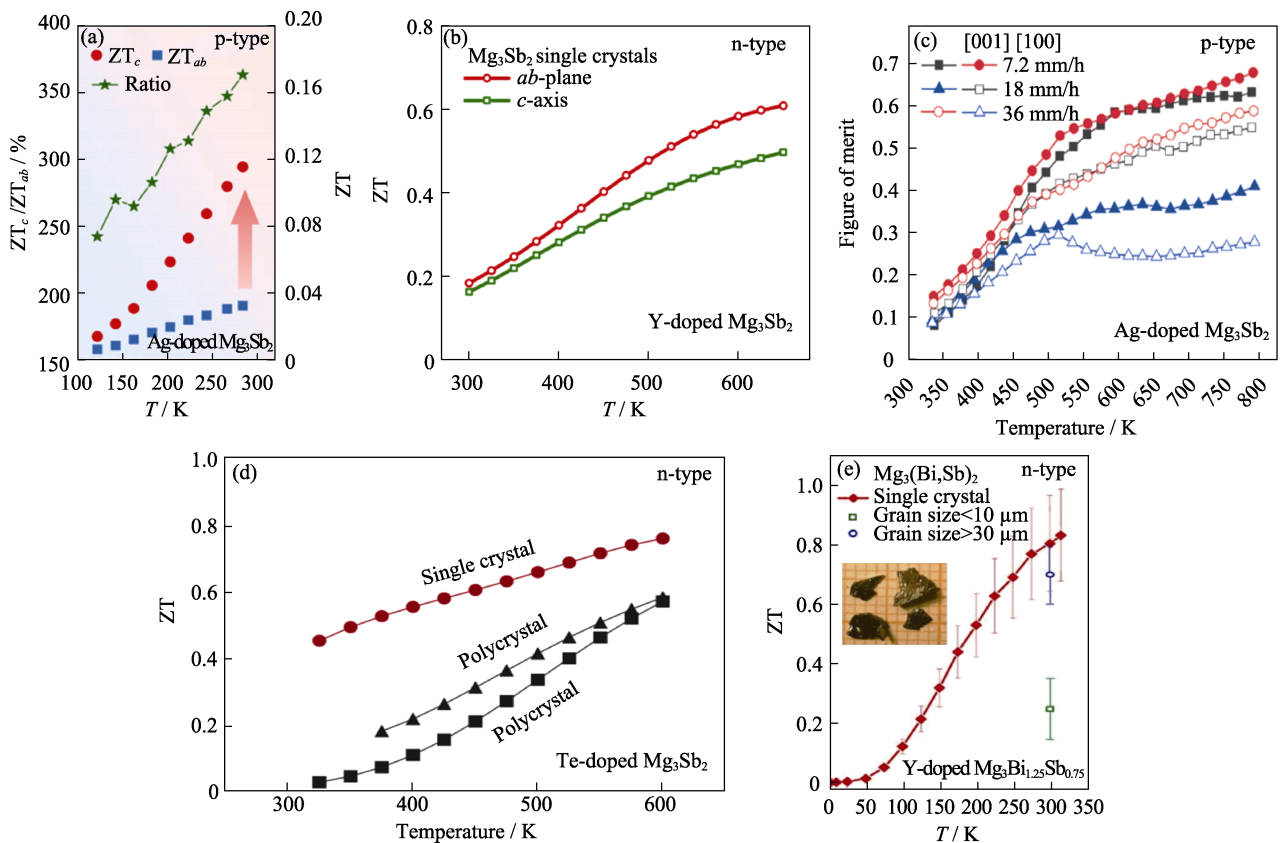 (a)
p-type
ZTc ZTab
Ratio
Ag-doped Mg3Sb2
400
350
300
250
200
150
ZTc /ZTab / %
0.20
0.16
0.12
0.08
0.04
0
ZT
100 150 200 250 300
T / K
(b)
n-type
Mg3Sb2 single crystals
ab-plane
c-axis
Y-doped Mg3Sb2
0.8
0.6
0.4
0.2
0
ZT
300 400 500 600
T / K
(c)
[001] [100]
p-type
7.2 mm/h
18 mm/h
36 mm/h
Ag-doped Mg3Sb2
0.7
0.6
0.5
0.4
0.3
0.2
0.1
0
Figure of merit
300 350 400 450 500 550 600 650 700 750 800
Temperature / K
(d)
n-type
Single crystal
Polycrystal
Polycrystal
Te-doped Mg3Sb2
1.0
0.8
0.6
0.4
0.2
0
ZT
300 400 500 600
Temperature / K
(e)
n-type
Mg3(Bi,Sb)2
Single crystal
Grain size<10 μm
Grain size>30 μm
Y-doped Mg3Bi1.25Sb0.75
1.0
0.8
0.6
0.4
0.2
0
ZT
0 50 100 150 200 250 300 350
T / K